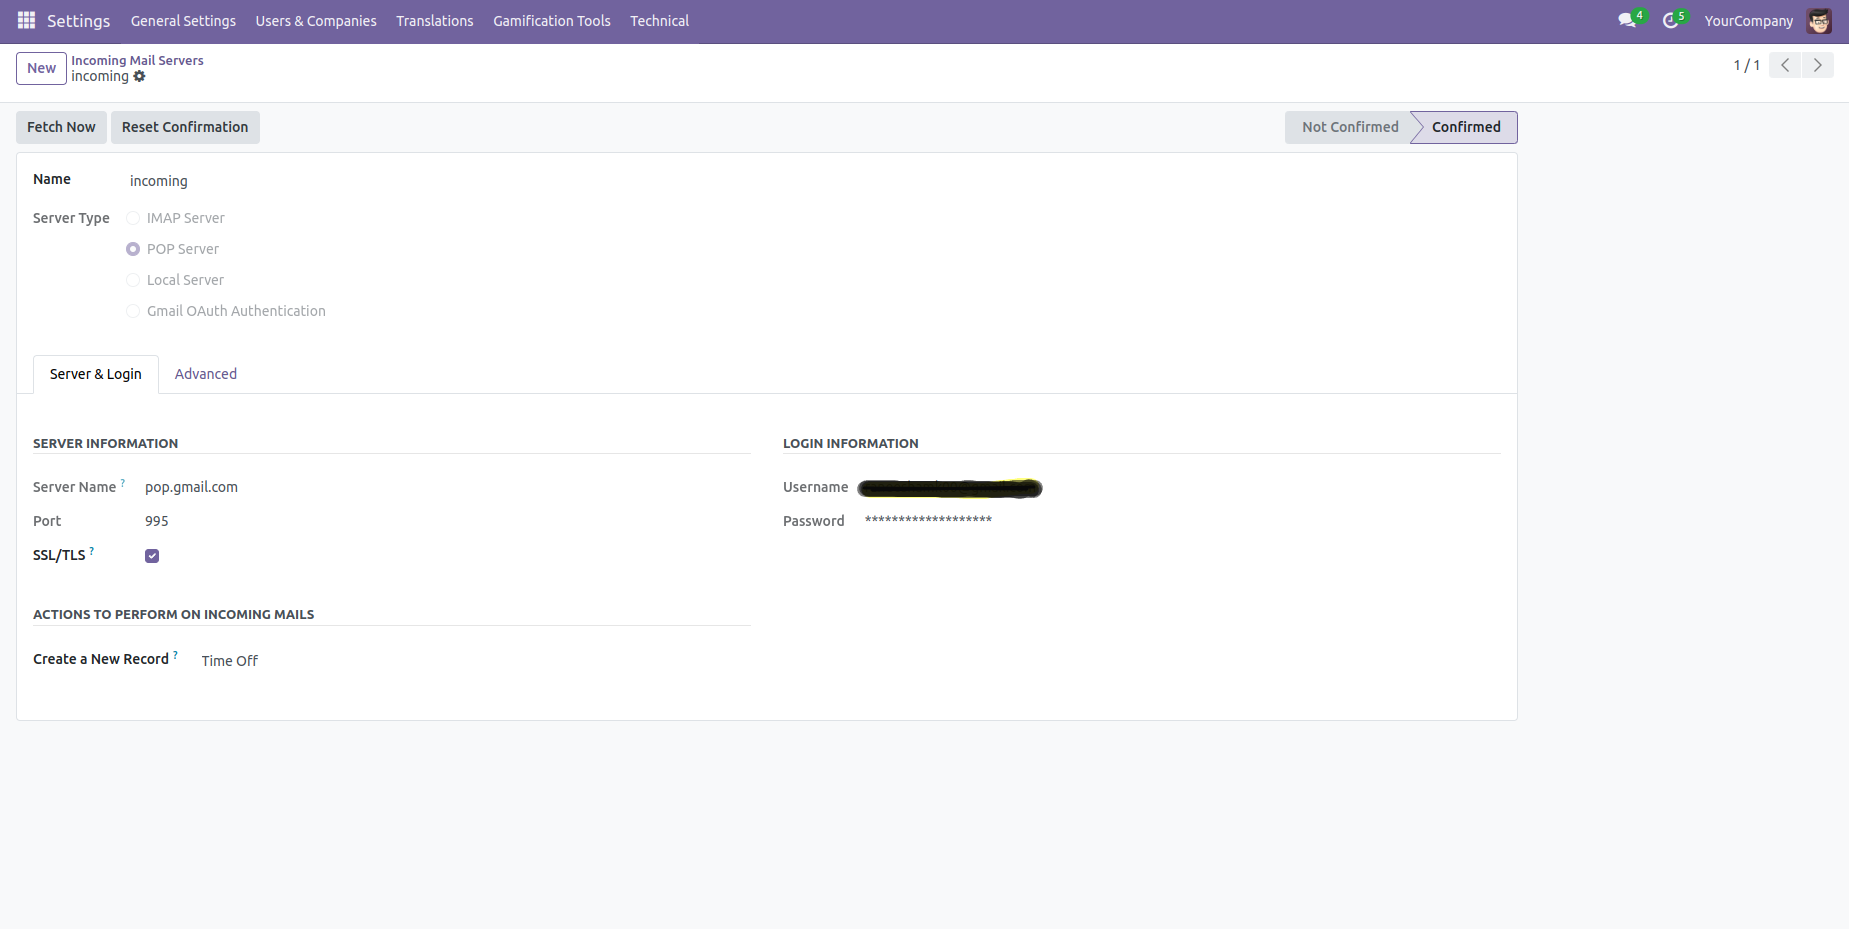 Settings General Settings Users & Companies Translations Gamification Tools Technical 4 5 YourCompany
New Incoming Mail Servers
incoming
1 / 1
Fetch Now Reset Confirmation Not Confirmed Confirmed
Name incoming
Server Type IMAP Server
POP Server
Local Server
Gmail OAuth Authentication
Server & Login Advanced
SERVER INFORMATION
Server Name ? pop.gmail.com
Port 995
SSL/TLS ?
LOGIN INFORMATION
Username
Password *******************
ACTIONS TO PERFORM ON INCOMING MAILS
Create a New Record ? Time Off